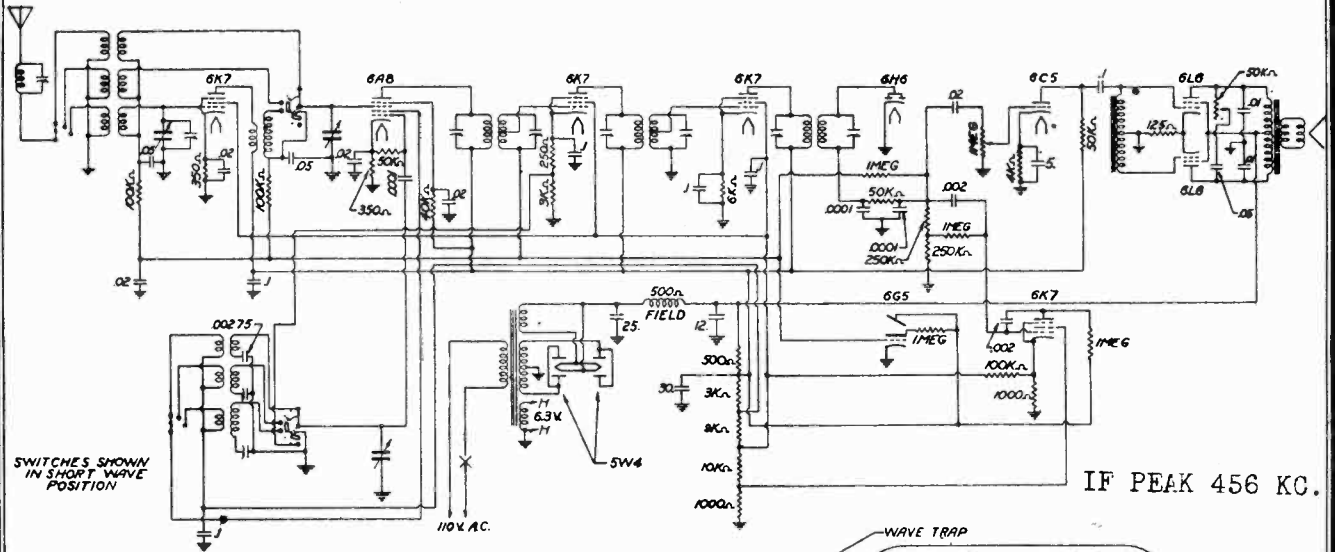 6K7
6A8
6K7
6K7
6H6
6C5
6L6
50KΩ
.1
.02
.01
1MEG
125Ω
.05
.02
350Ω
.05
.02
50KΩ
.0001
250Ω
.1
.1
6KΩ
.1
1MEG
4KΩ
5.
.01
6L6
100KΩ
100KΩ
350Ω
40KΩ
.02
3KΩ
50KΩ
.002
50KΩ
.06
.0001
.0001
250KΩ
1MEG
250KΩ
.02
.1
500Ω
FIELD
25.
12.
6G5
6K7
.00275
1MEG
.002
1MEG
500Ω
100KΩ
30.
3KΩ
1000Ω
H
6.3V.
H
9KΩ
5W4
10KΩ
SWITCHES SHOWN
IN SHORT WAVE
POSITION
IF PEAK 456 KC.
1000Ω
110V. A.C.
.1
WAVE TRAP